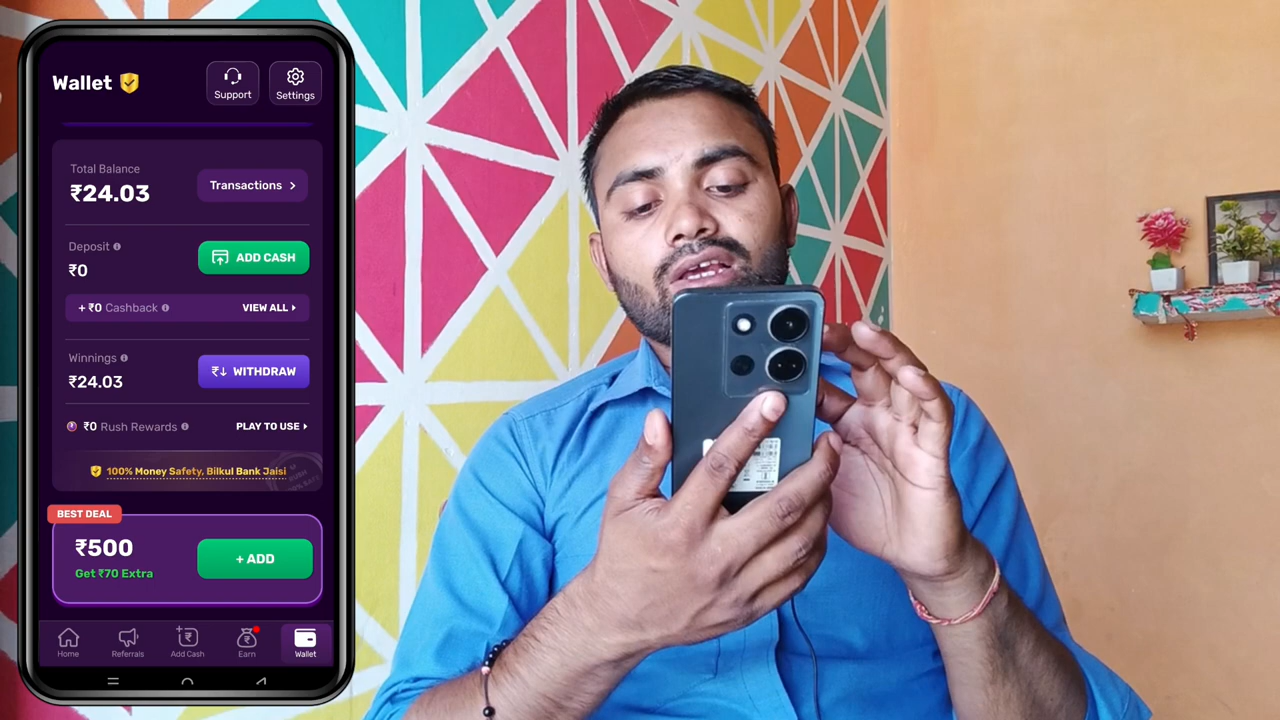 Wallet
Support
Settings
Total Balance
₹24.03
Transactions
Deposit
₹0
ADD CASH
+ ₹0 Cashback
VIEW ALL
Winnings
₹24.03
₹↓ WITHDRAW
₹0 Rush Rewards
PLAY TO USE
100% Money Safety, Bilkul Bank Jaisi
BEST DEAL
₹500
Get ₹70 Extra
+ ADD
Home
Referrals
Add Cash
Earn
Wallet